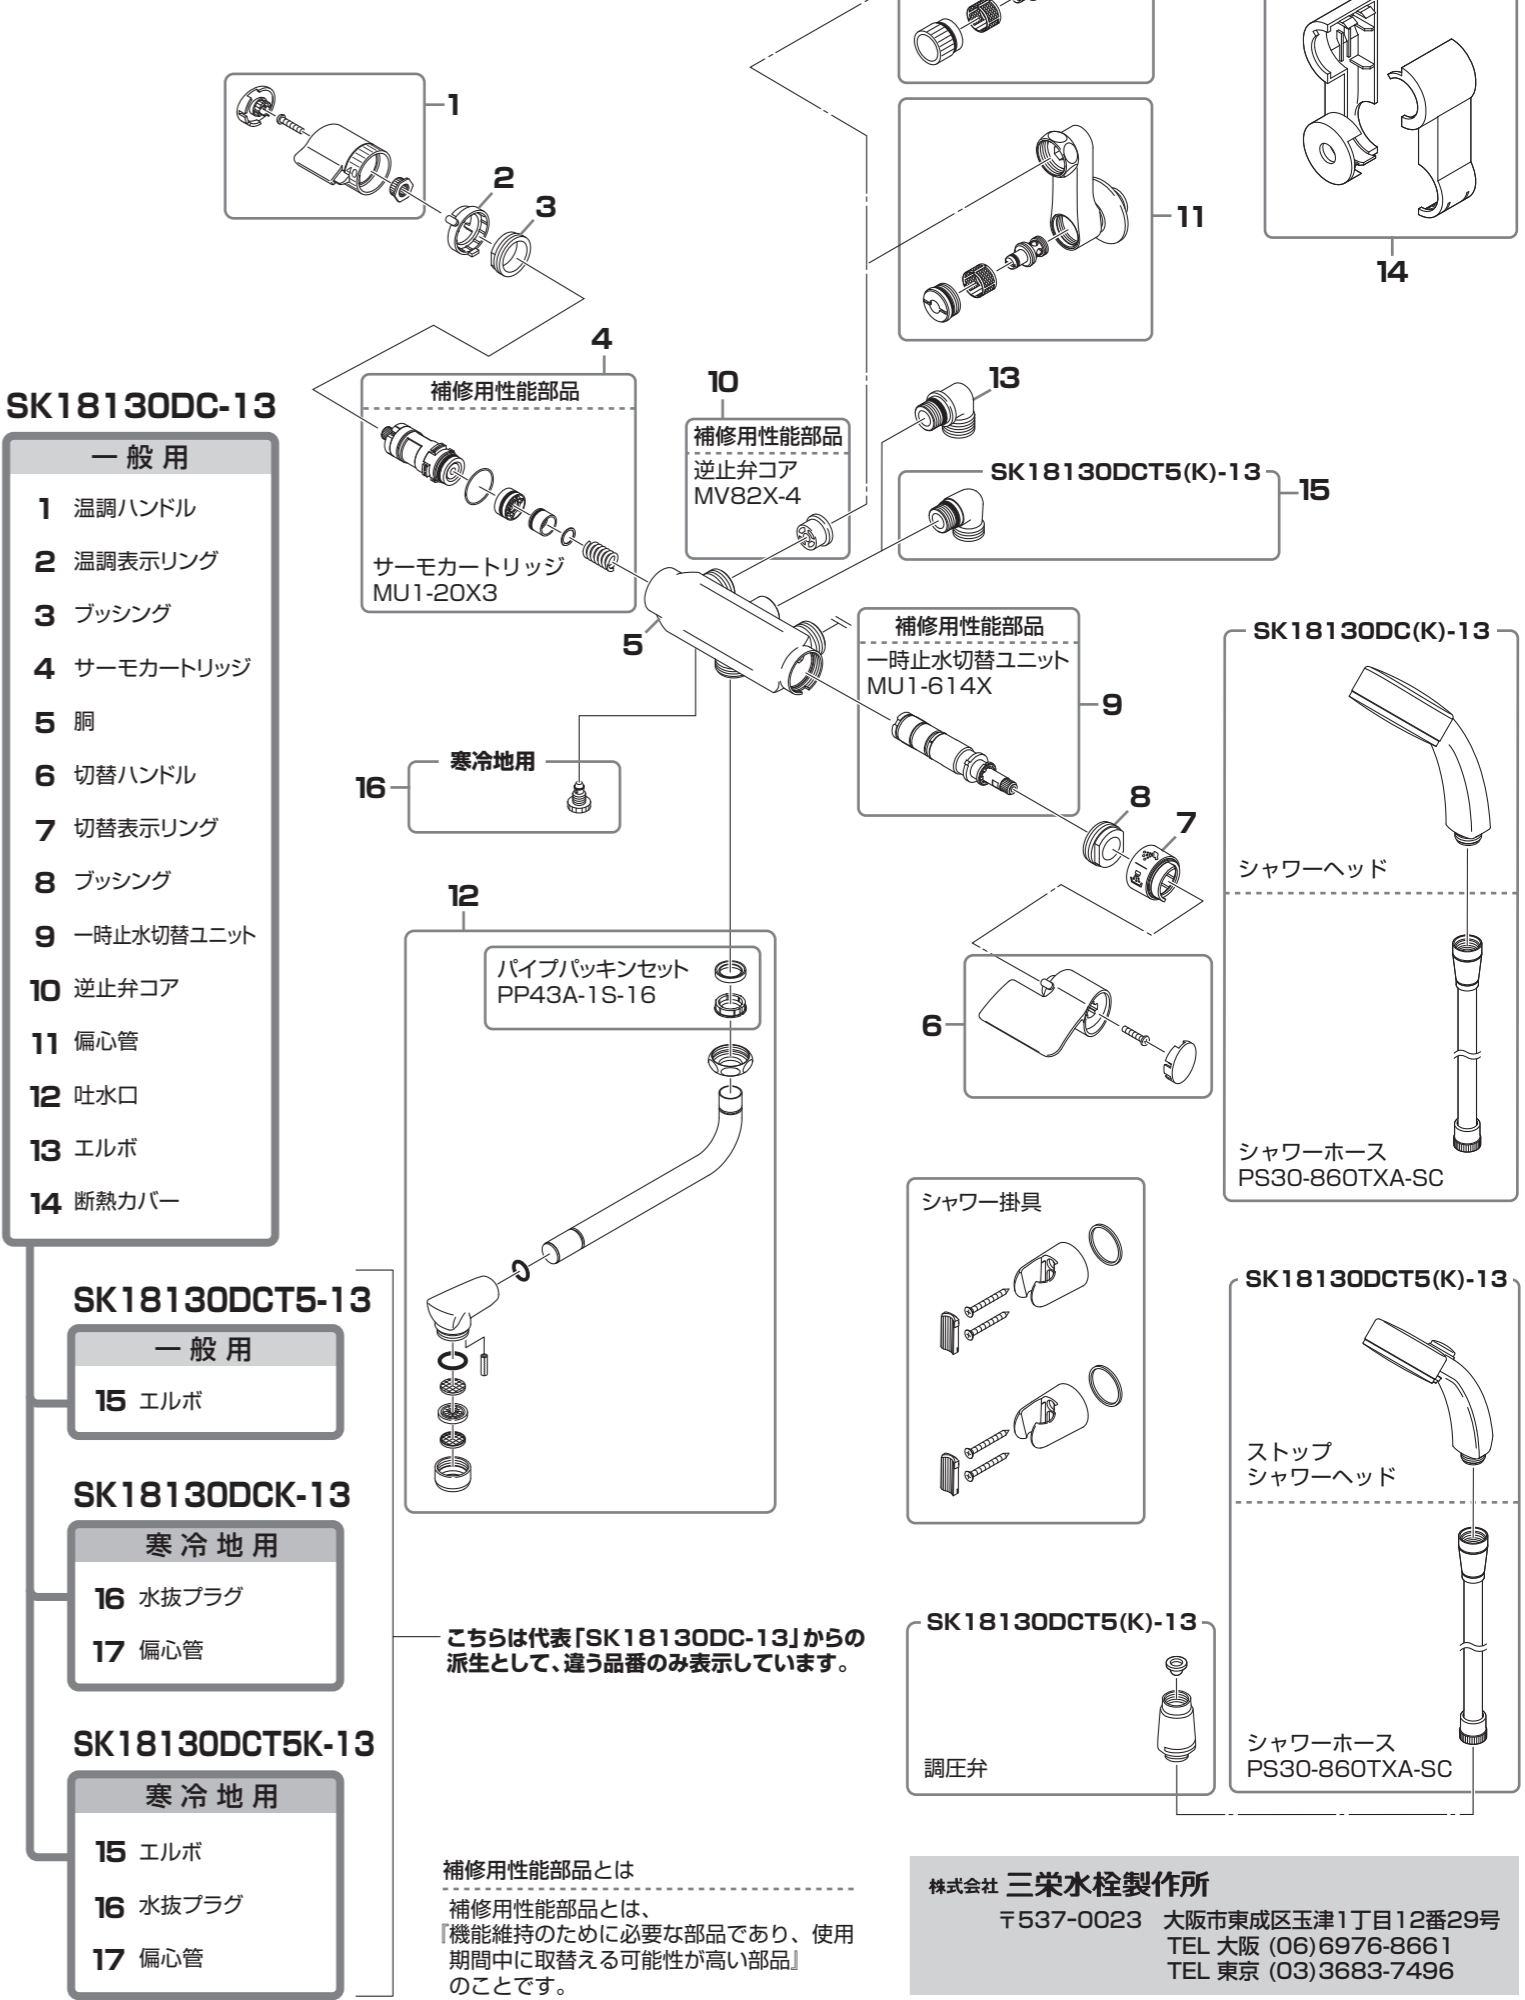 1
2
3
11
14
4
補修用性能部品
サーモカートリッジ
MU1-20X3
10
補修用性能部品
逆止弁コア
MV82X-4
13
SK18130DCT5(K)-13
15
5
補修用性能部品
一時止水切替ユニット
MU1-614X
9
8
7
6
16
寒冷地用
12
パイプパッキンセット
PP43A-1S-16
SK18130DC(K)-13
シャワーヘッド
シャワーホース
PS30-860TXA-SC
シャワー掛具
SK18130DCT5(K)-13
ストップ
シャワーヘッド
シャワーホース
PS30-860TXA-SC
SK18130DCT5(K)-13
調圧弁
SK18130DC-13
一般用
1 温調ハンドル
2 温調表示リング
3 ブッシング
4 サーモカートリッジ
5 胴
6 切替ハンドル
7 切替表示リング
8 ブッシング
9 一時止水切替ユニット
10 逆止弁コア
11 偏心管
12 吐水口
13 エルボ
14 断熱カバー
SK18130DCT5-13
一般用
15 エルボ
SK18130DCK-13
寒冷地用
16 水抜プラグ
17 偏心管
SK18130DCT5K-13
寒冷地用
15 エルボ
16 水抜プラグ
17 偏心管
こちらは代表「SK18130DC-13」からの
派生として、違う品番のみ表示しています。
補修用性能部品とは
補修用性能部品とは、
『機能維持のために必要な部品であり、使用
期間中に取替える可能性が高い部品』
のことです。
株式会社 三栄水栓製作所
〒537-0023 大阪市東成区玉津1丁目12番29号
TEL 大阪 (06)6976-8661
TEL 東京 (03)3683-7496
40